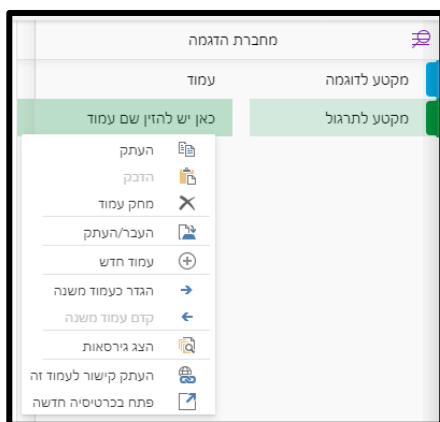 מחברת הדגמה
מקטע לדוגמה
עמוד
מקטע לתרגול
כאן יש להזין שם עמוד
העתק
הדבק
מחק עמוד
העבר/העתק
עמוד חדש
הגדר כעמוד משנה
קדם עמוד משנה
הצג גירסאות
העתק קישור לעמוד זה
פתח בכרטיסיה חדשה